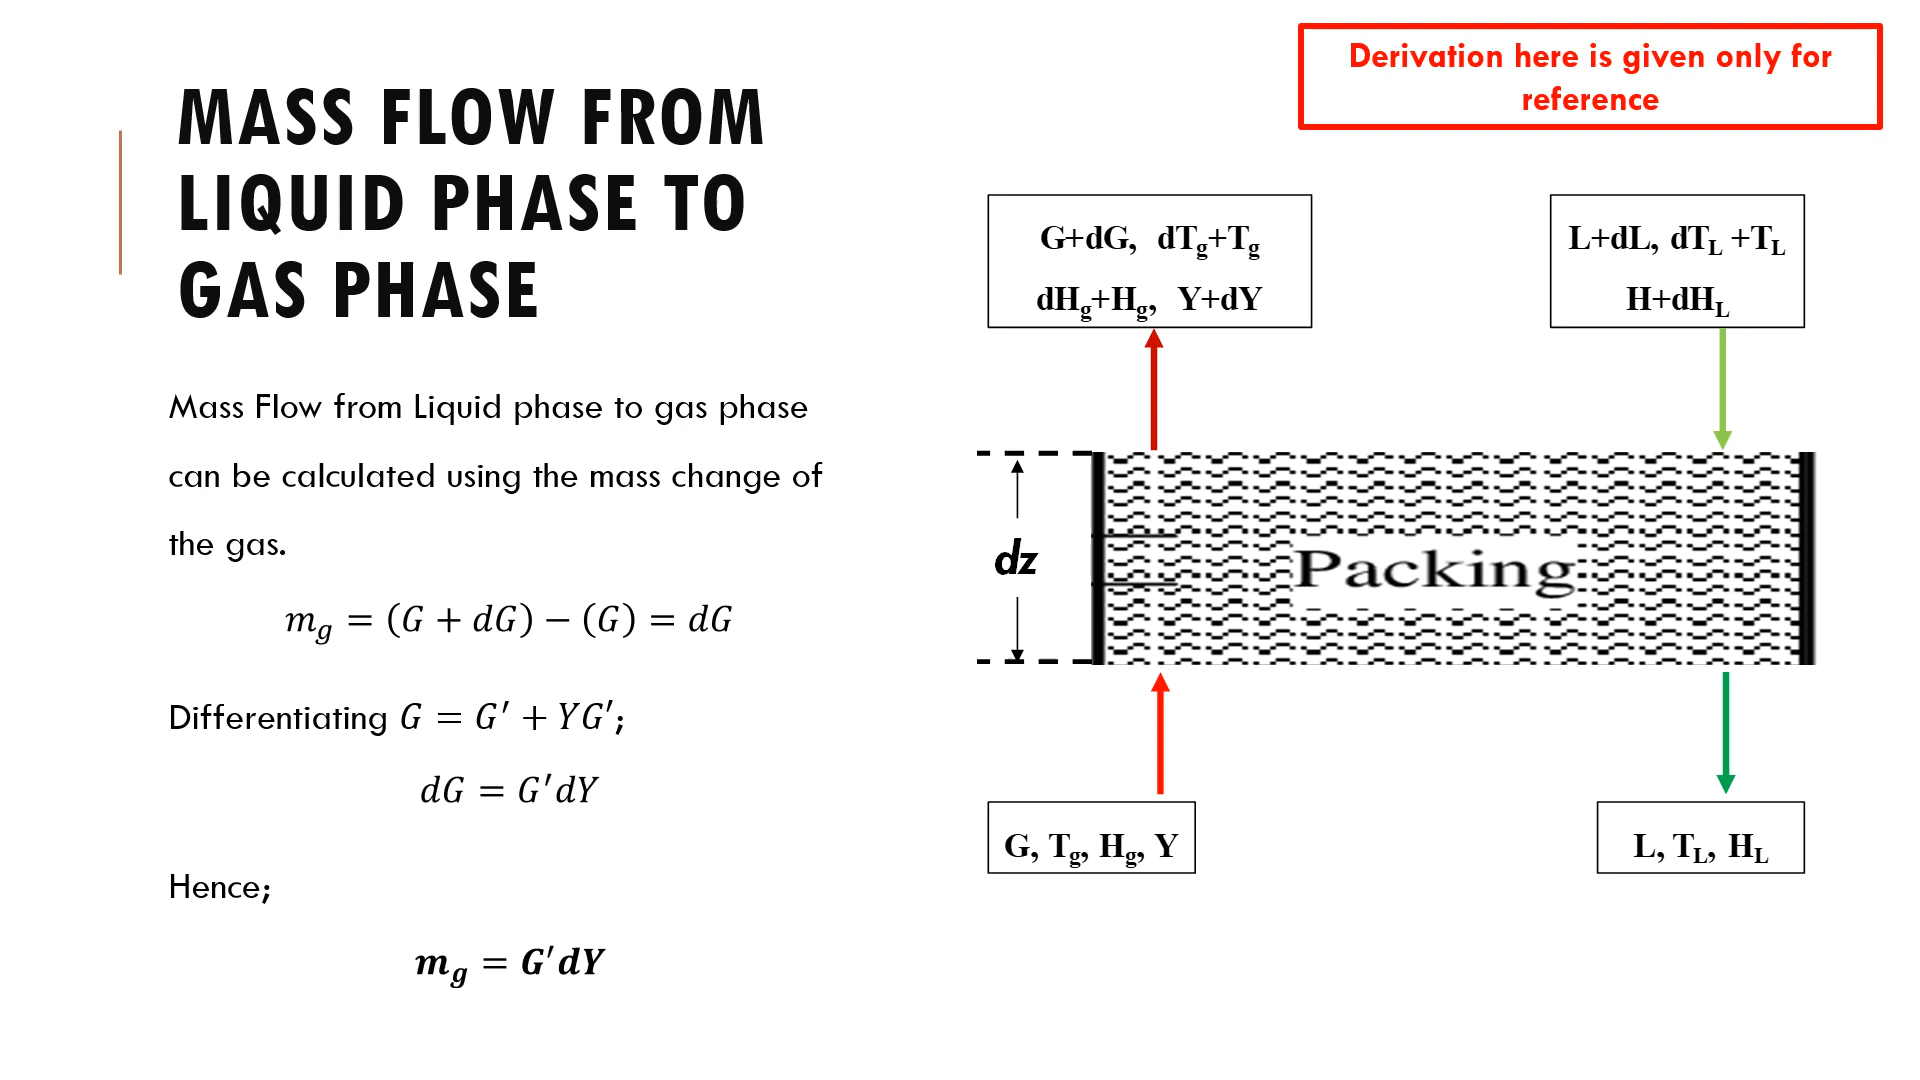 Derivation here is given only for
reference
MASS FLOW FROM
LIQUID PHASE TO
GAS PHASE
Mass Flow from Liquid phase to gas phase
can be calculated using the mass change of
the gas.
m_g = (G + dG) − (G) = dG
Differentiating G = G′ + YG′;
dG = G′dY
Hence;
m_g = G′dY
G+dG, dT_g+T_g
dH_g+H_g, Y+dY
L+dL, dT_L +T_L
H+dH_L
dz
Packing
G, T_g, H_g, Y
L, T_L, H_L